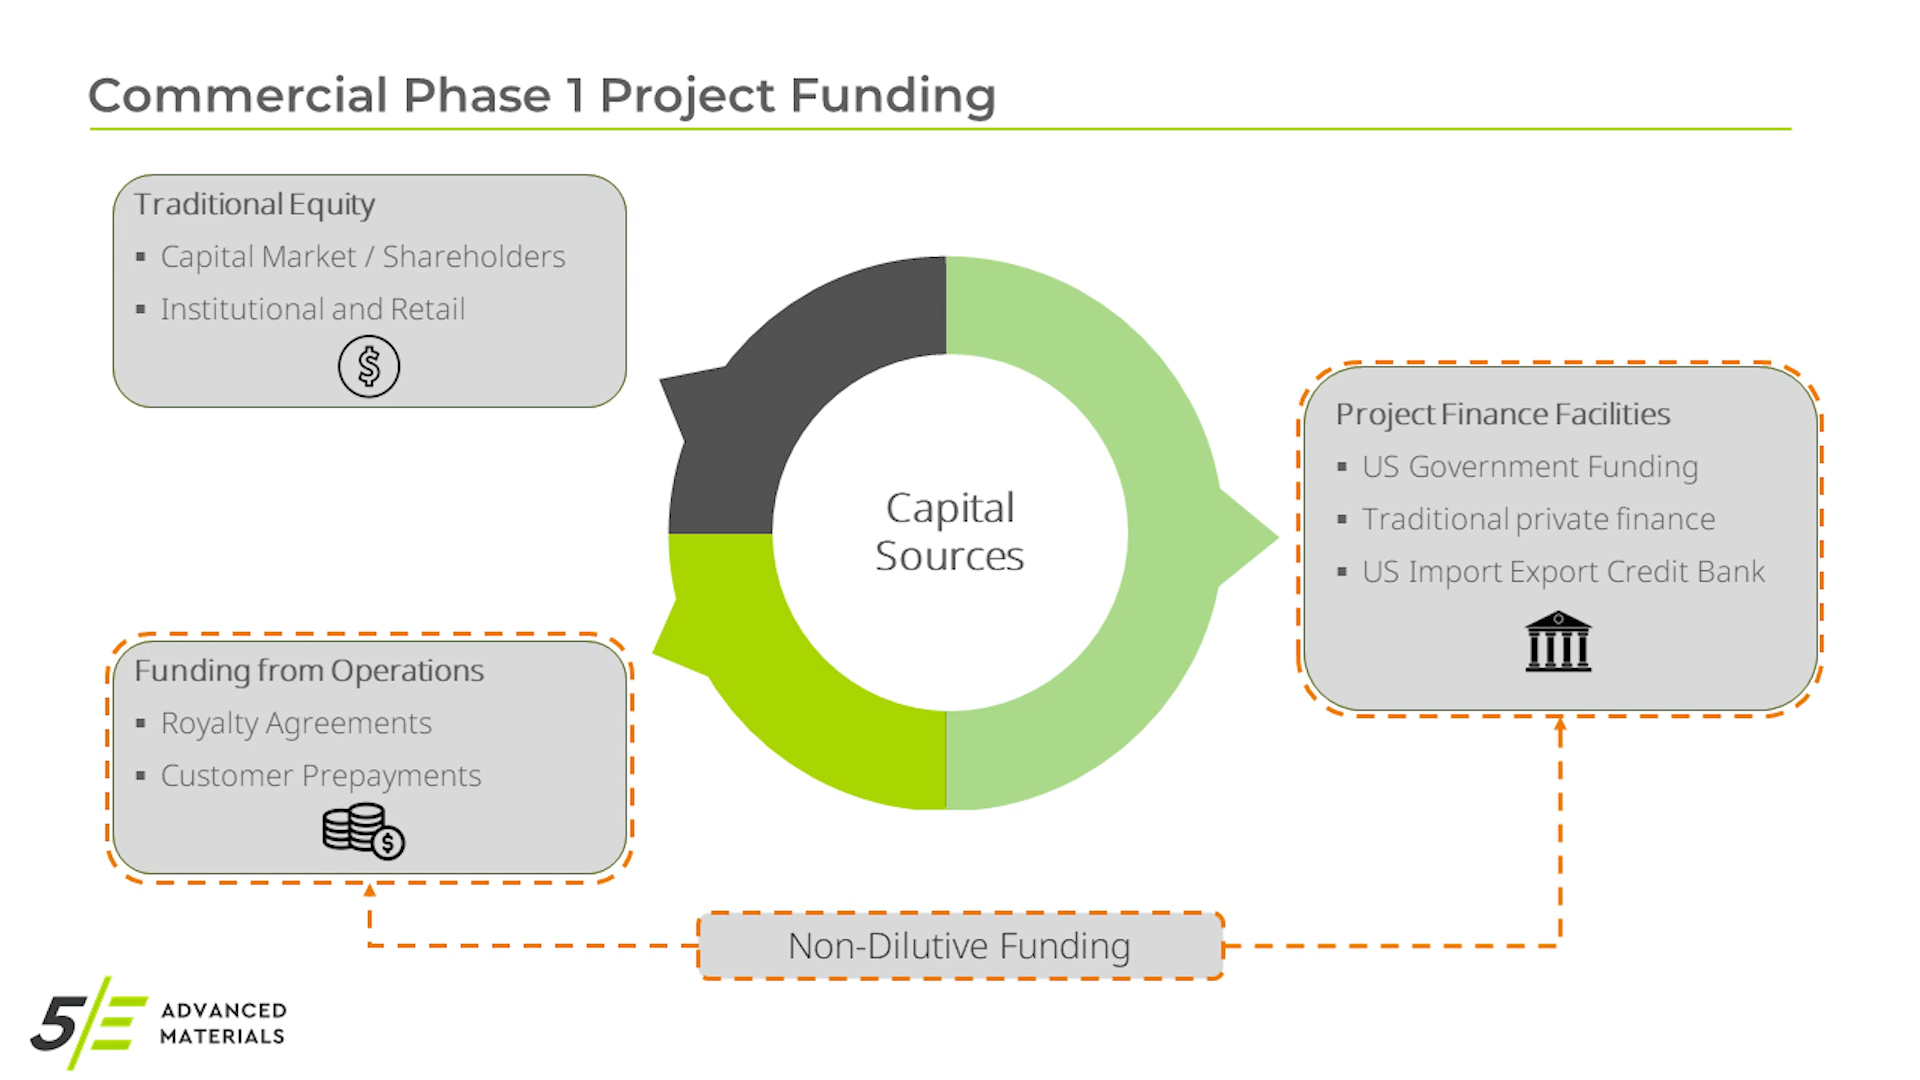 Commercial Phase 1 Project Funding
Traditional Equity
▪ Capital Market / Shareholders
▪ Institutional and Retail
$
Capital
Sources
Project Finance Facilities
▪ US Government Funding
▪ Traditional private finance
▪ US Import Export Credit Bank
Funding from Operations
▪ Royalty Agreements
▪ Customer Prepayments
$
Non-Dilutive Funding
5/E ADVANCED
MATERIALS